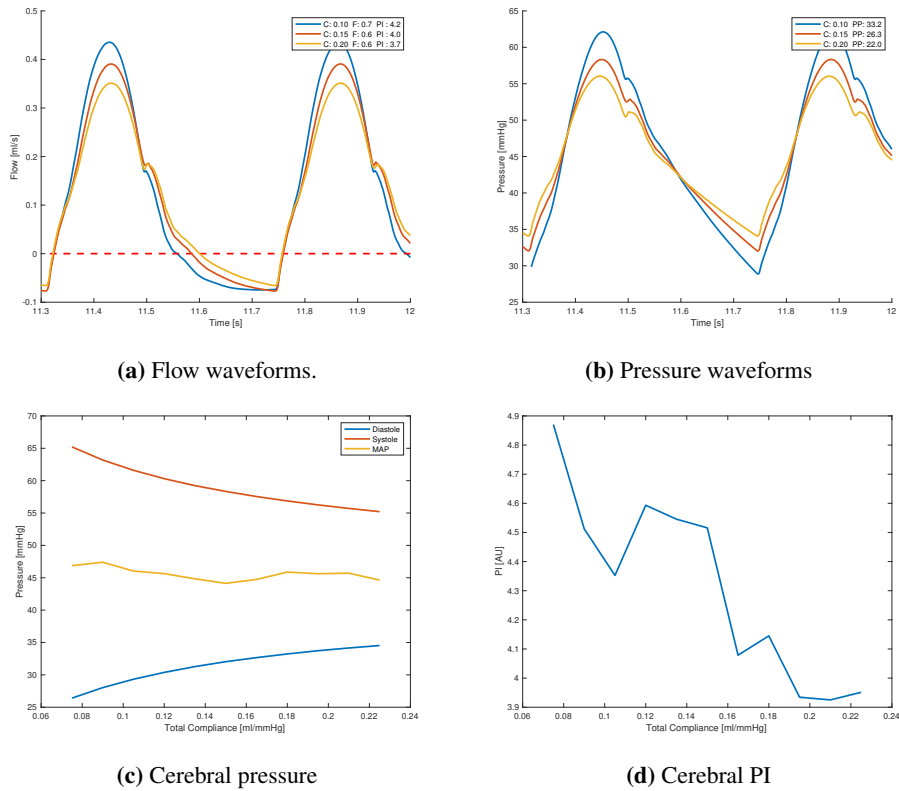 0.5
0.4
0.3
0.2
0.1
0
-0.1
Flow [ml/s]
11.3 11.4 11.5 11.6 11.7 11.8 11.9 12
Time [s]
C: 0.10 F: 0.7 PI : 4.2
C: 0.15 F: 0.6 PI : 4.0
C: 0.20 F: 0.6 PI : 3.7
(a) Flow waveforms.
65
60
55
50
45
40
35
30
25
Pressure [mmHg]
11.3 11.4 11.5 11.6 11.7 11.8 11.9 12
Time [s]
C: 0.10 PP: 33.2
C: 0.15 PP: 26.3
C: 0.20 PP: 22.0
(b) Pressure waveforms
70
65
60
55
50
45
40
35
30
25
Pressure [mmHg]
0.06 0.08 0.1 0.12 0.14 0.16 0.18 0.2 0.22 0.24
Total Compliance [ml/mmHg]
Diastole
Systole
MAP
(c) Cerebral pressure
4.9
4.8
4.7
4.6
4.5
4.4
4.3
4.2
4.1
4
3.9
PI [AU]
3.8 0.08 0.1 0.12 0.14 0.16 0.18 0.2 0.22 0.24
Total Compliance [ml/mmHg]
(d) Cerebral PI